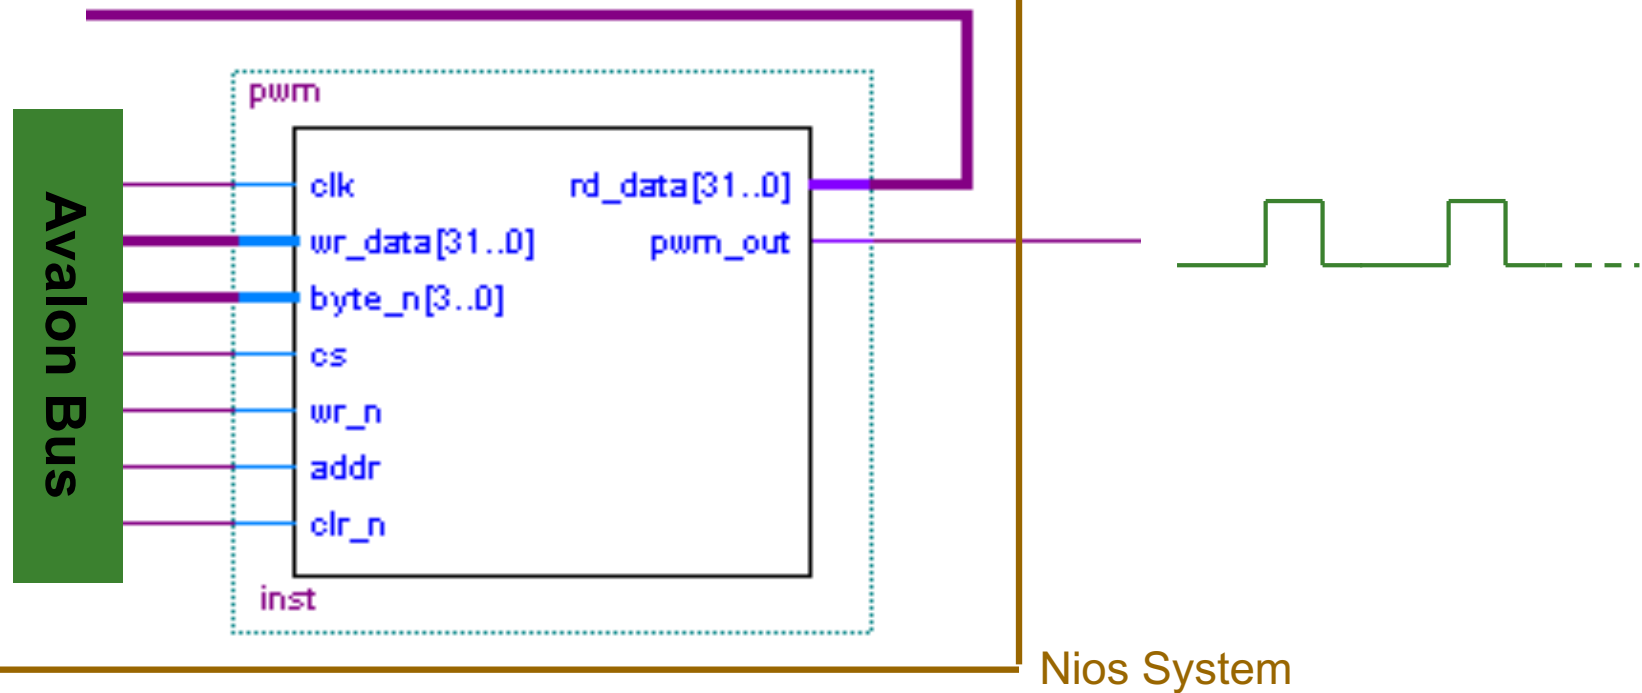 pwm
Avalon Bus
clk
rd_data[31..0]
wr_data[31..0]
pwm_out
byte_n[3..0]
cs
wr_n
addr
clr_n
inst
Nios System